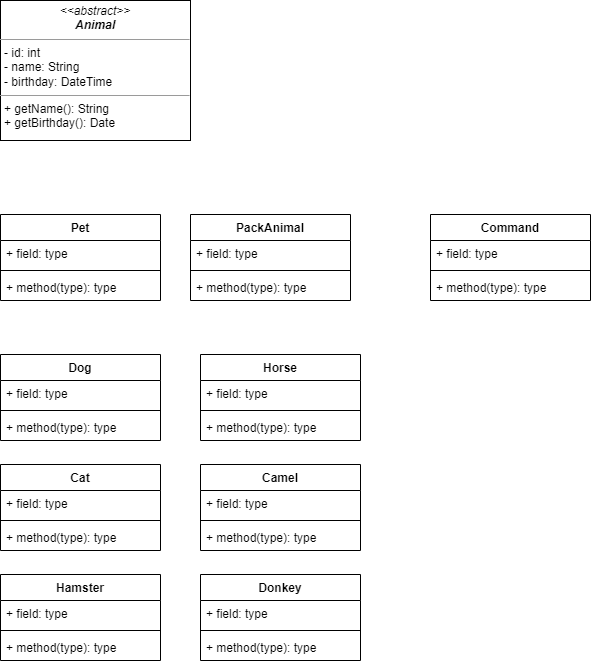 <<abstract>>
Animal
- id: int
- name: String
- birthday: DateTime
+ getName(): String
+ getBirthday(): Date
Pet
+ field: type
+ method(type): type
PackAnimal
+ field: type
+ method(type): type
Command
+ field: type
+ method(type): type
Dog
+ field: type
+ method(type): type
Horse
+ field: type
+ method(type): type
Cat
+ field: type
+ method(type): type
Camel
+ field: type
+ method(type): type
Hamster
+ field: type
+ method(type): type
Donkey
+ field: type
+ method(type): type